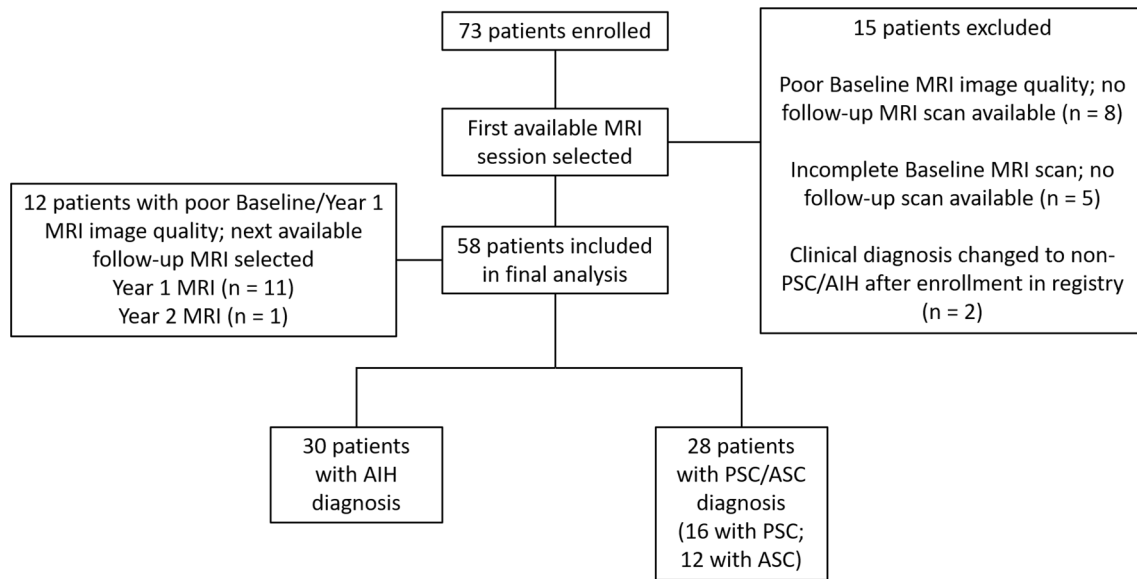 73 patients enrolled
15 patients excluded
Poor Baseline MRI image quality; no
follow-up MRI scan available (n = 8)
Incomplete Baseline MRI scan; no
follow-up scan available (n = 5)
Clinical diagnosis changed to non-
PSC/AIH after enrollment in registry
(n = 2)
First available MRI
session selected
12 patients with poor Baseline/Year 1
MRI image quality; next available
follow-up MRI selected
Year 1 MRI (n = 11)
Year 2 MRI (n = 1)
58 patients included
in final analysis
30 patients
with AIH
diagnosis
28 patients
with PSC/ASC
diagnosis
(16 with PSC;
12 with ASC)